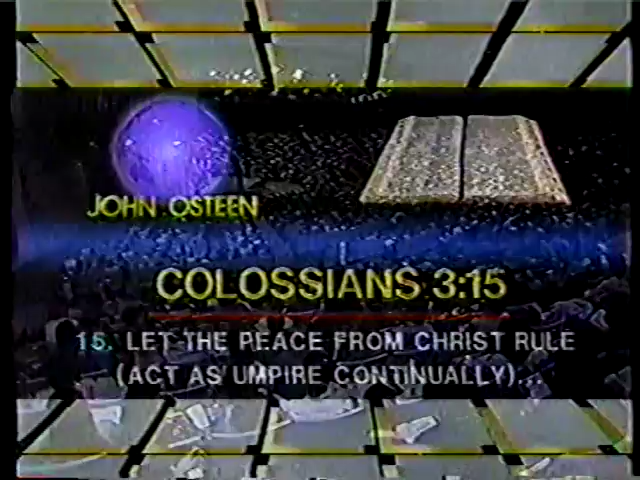 JOHN OSTEEN
COLOSSIANS 3:15
15. LET THE PEACE FROM CHRIST RULE
(ACT AS UMPIRE CONTINUALLY)...